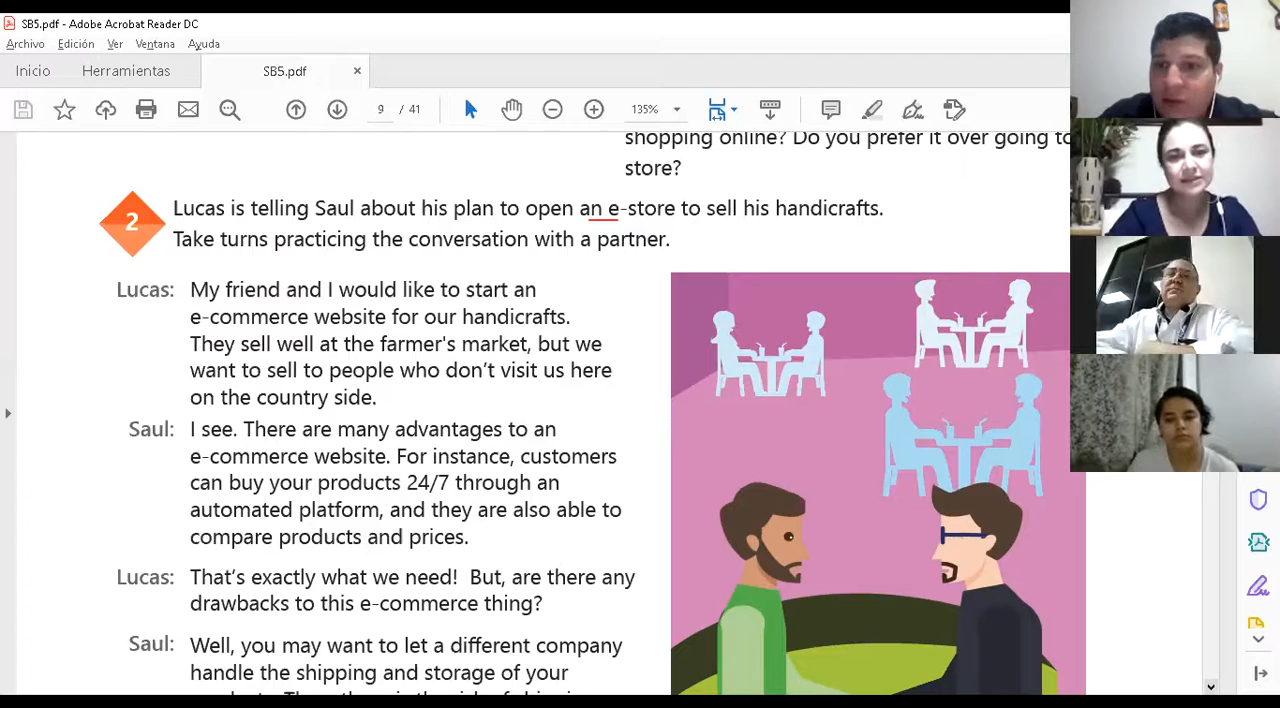 SB5.pdf - Adobe Acrobat Reader DC
Archivo Edición Ver Ventana Ayuda
Inicio Herramientas SB5.pdf ×
9 / 41 135%
shopping online? Do you prefer it over going to
store?
2
Lucas is telling Saul about his plan to open an e-store to sell his handicrafts.
Take turns practicing the conversation with a partner.
Lucas: My friend and I would like to start an
e-commerce website for our handicrafts.
They sell well at the farmer's market, but we
want to sell to people who don't visit us here
on the country side.
Saul: I see. There are many advantages to an
e-commerce website. For instance, customers
can buy your products 24/7 through an
automated platform, and they are also able to
compare products and prices.
Lucas: That's exactly what we need! But, are there any
drawbacks to this e-commerce thing?
Saul: Well, you may want to let a different company
handle the shipping and storage of your